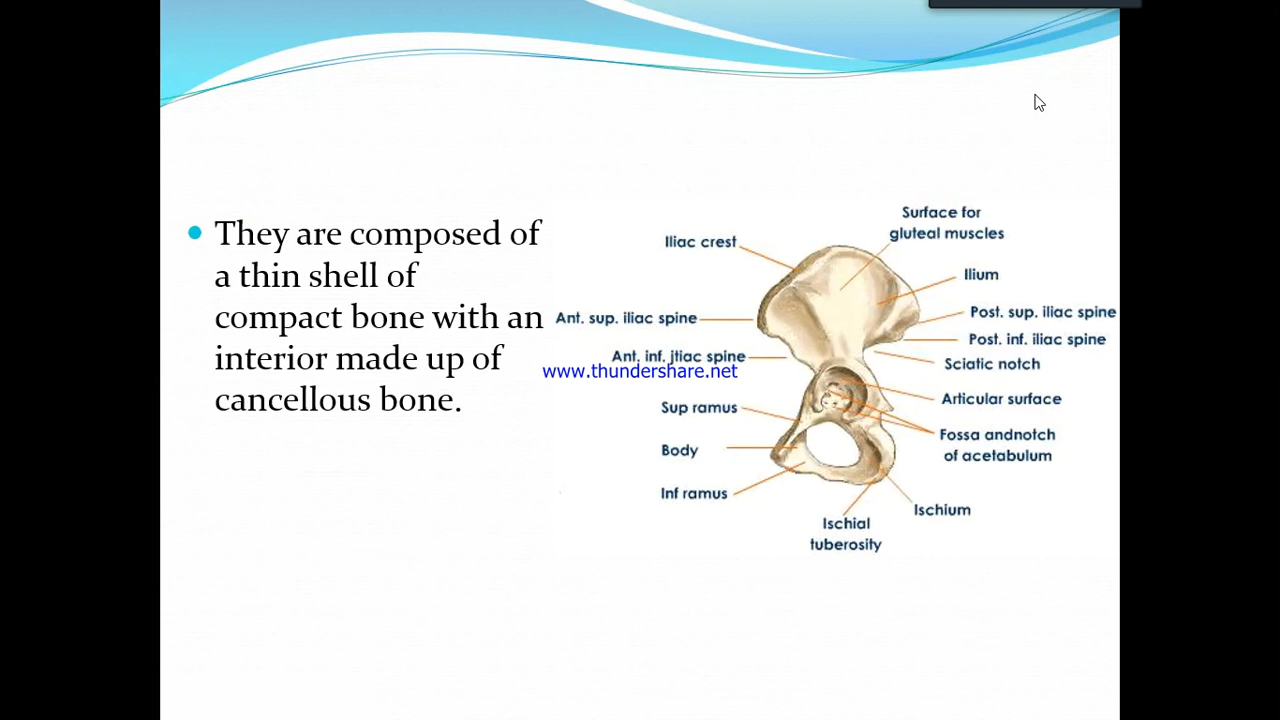 They are composed of
a thin shell of
compact bone with an
interior made up of
cancellous bone.
Surface for
gluteal muscles
Iliac crest
Ilium
Ant. sup. iliac spine
Post. sup. iliac spine
Post. inf. iliac spine
Ant. inf. jtiac spine
Sciatic notch
www.thundershare.net
Articular surface
Sup ramus
Fossa andnotch
of acetabulum
Body
Inf ramus
Ischium
Ischial
tuberosity